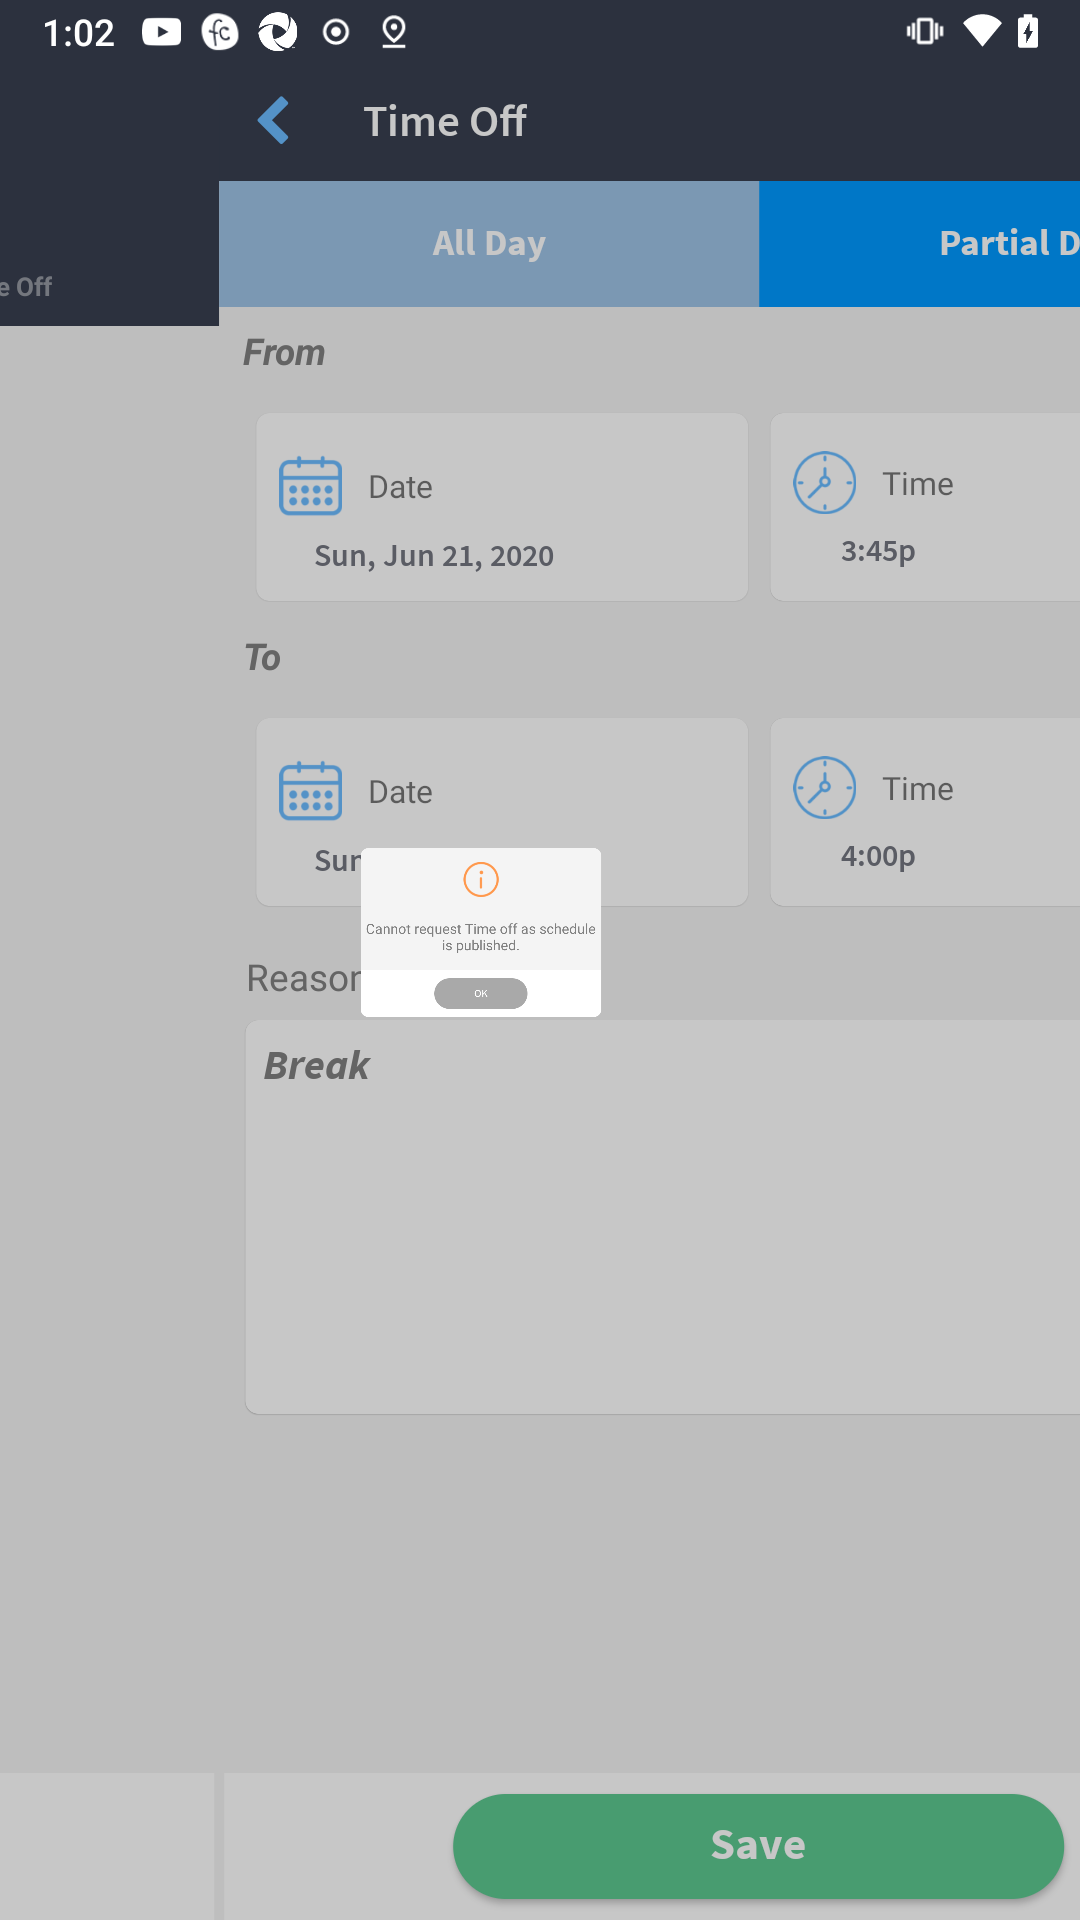 1:02
Time Off
All Day
Partial D
e Off
From
Date
Time
Sun, Jun 21, 2020
3:45p
To
Date
Time
Sun
4:00p
Cannot request Time off as schedule
is published.
OK
Reason
Break
Save